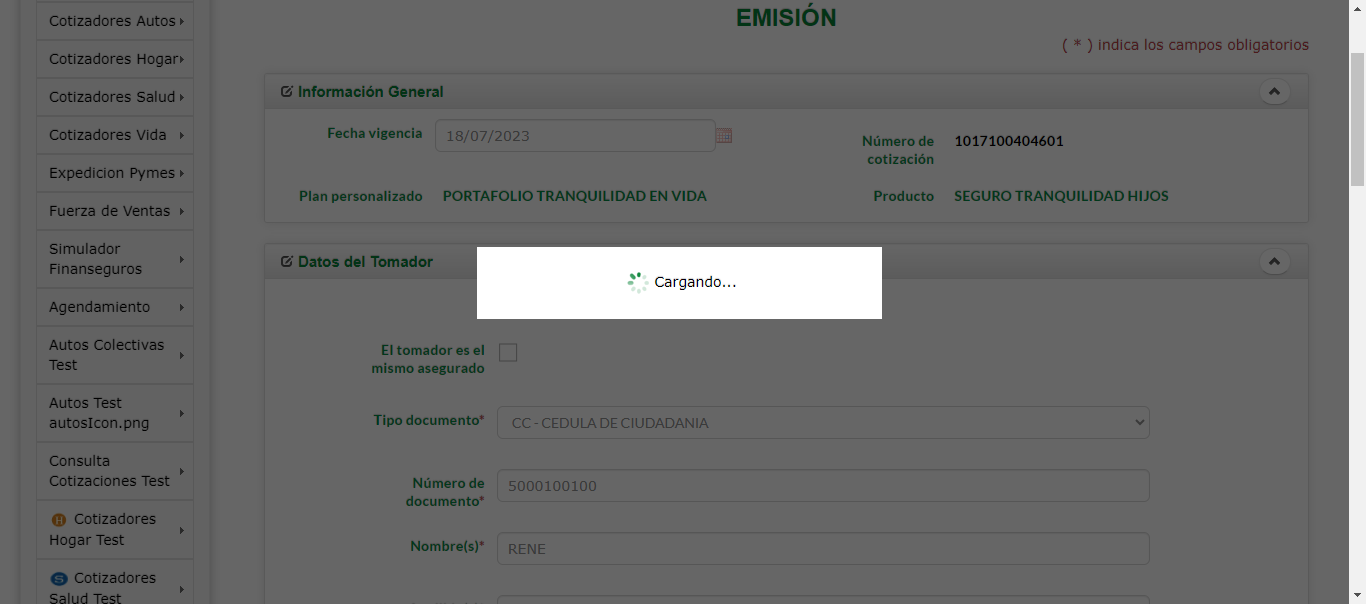 Cotizadores Autos
Cotizadores Hogar
Cotizadores Salud
Cotizadores Vida
Expedicion Pymes
Fuerza de Ventas
Simulador
Finanseguros
Agendamiento
Autos Colectivas
Test
Autos Test
autosIcon.png
Consulta
Cotizaciones Test
H Cotizadores
Hogar Test
S Cotizadores
Salud Test
EMISIÓN
( * ) indica los campos obligatorios
Información General
Fecha vigencia 18/07/2023
Número de
cotización
1017100404601
Plan personalizado PORTAFOLIO TRANQUILIDAD EN VIDA
Producto SEGURO TRANQUILIDAD HIJOS
Datos del Tomador
Cargando...
El tomador es el
mismo asegurado
Tipo documento* CC - CEDULA DE CIUDADANIA
Número de
documento*
5000100100
Nombre(s)* RENE